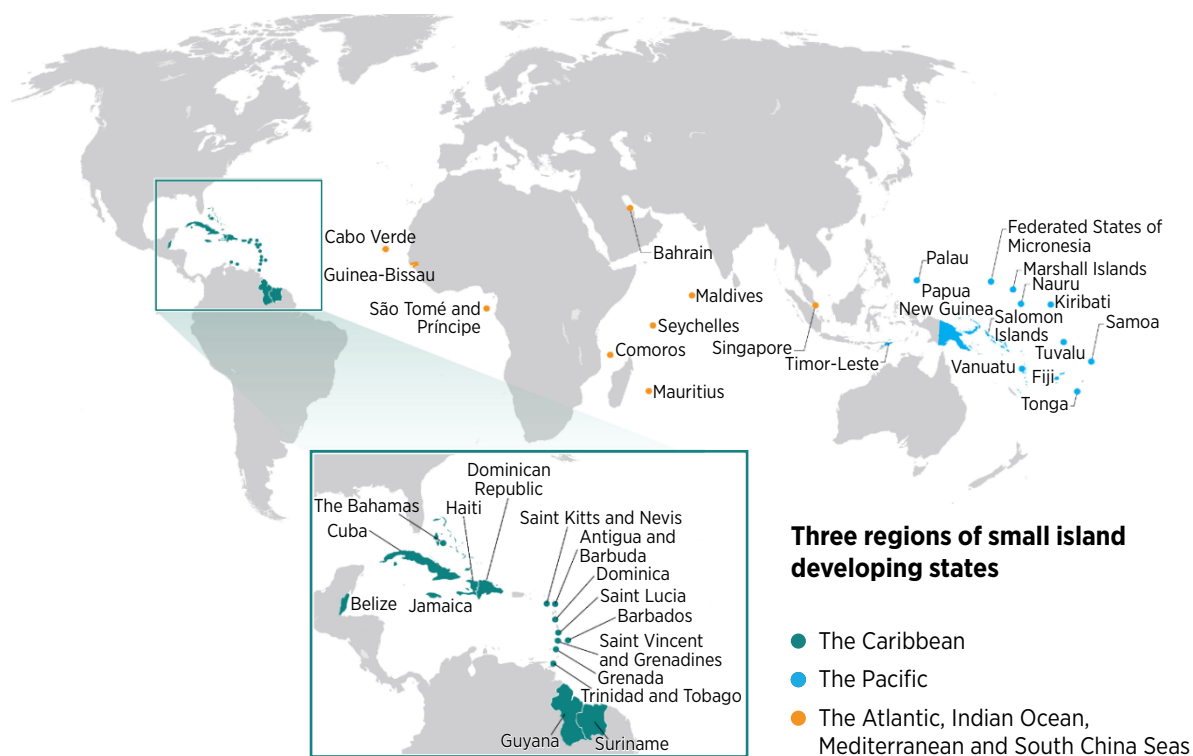 Cabo Verde
Guinea-Bissau
São Tomé and
Príncipe
Bahrain
Maldives
Seychelles
Comoros
Mauritius
Singapore
Timor-Leste
Palau
Papua
New Guinea
Federated States of
Micronesia
Marshall Islands
Nauru
Kiribati
Salomon
Islands
Samoa
Tuvalu
Vanuatu
Fiji
Tonga
Dominican
Republic
The Bahamas
Haiti
Cuba
Saint Kitts and Nevis
Antigua and
Barbuda
Dominica
Saint Lucia
Barbados
Belize
Jamaica
Saint Vincent
and Grenadines
Grenada
Trinidad and Tobago
Guyana
Suriname
Three regions of small island
developing states
The Caribbean
The Pacific
The Atlantic, Indian Ocean,
Mediterranean and South China Seas